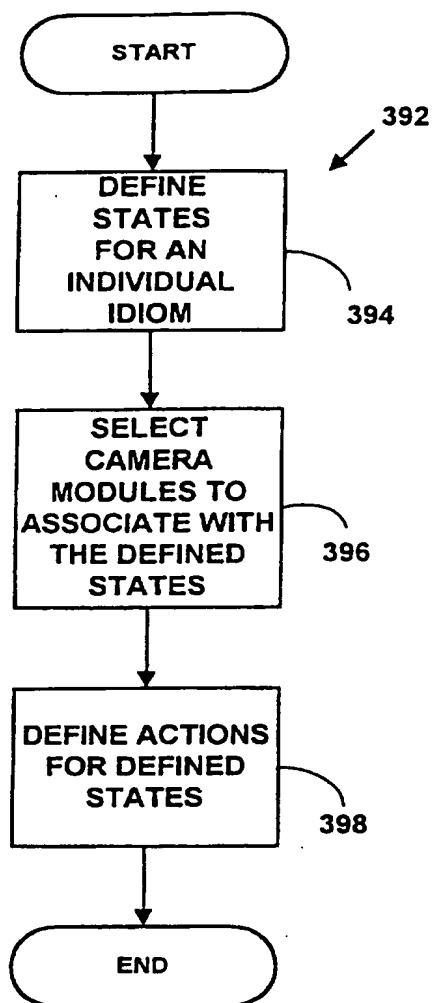 START
392
DEFINE
STATES
FOR AN
INDIVIDUAL
IDIOM
394
SELECT
CAMERA
MODULES TO
ASSOCIATE WITH
THE DEFINED
STATES
396
DEFINE ACTIONS
FOR DEFINED
STATES
398
END